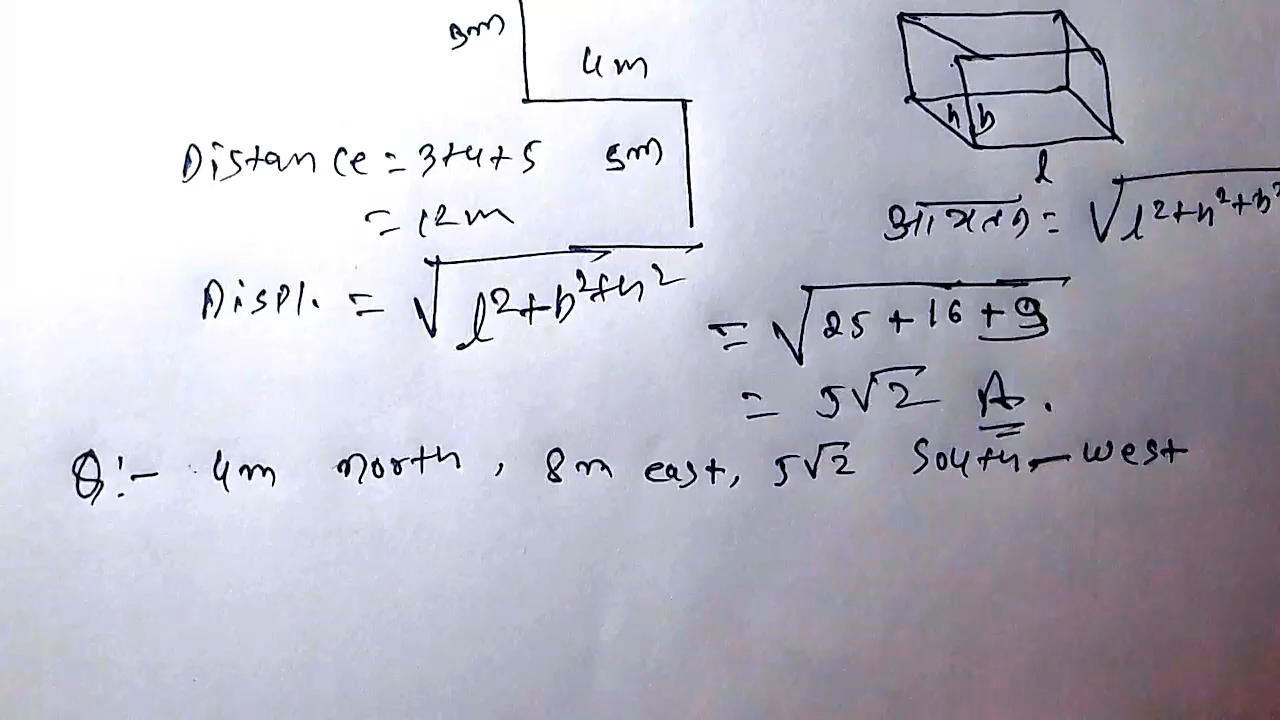 3m
4m
Distance = 3+4+5
5m
= 12m
Displ. = √l²+b²+h²
= √25 + 16 + 9
= 5√2 A.
h b
l
= √l²+h²+b²
Q:- 4m north, 8m east, 5√2 South-west